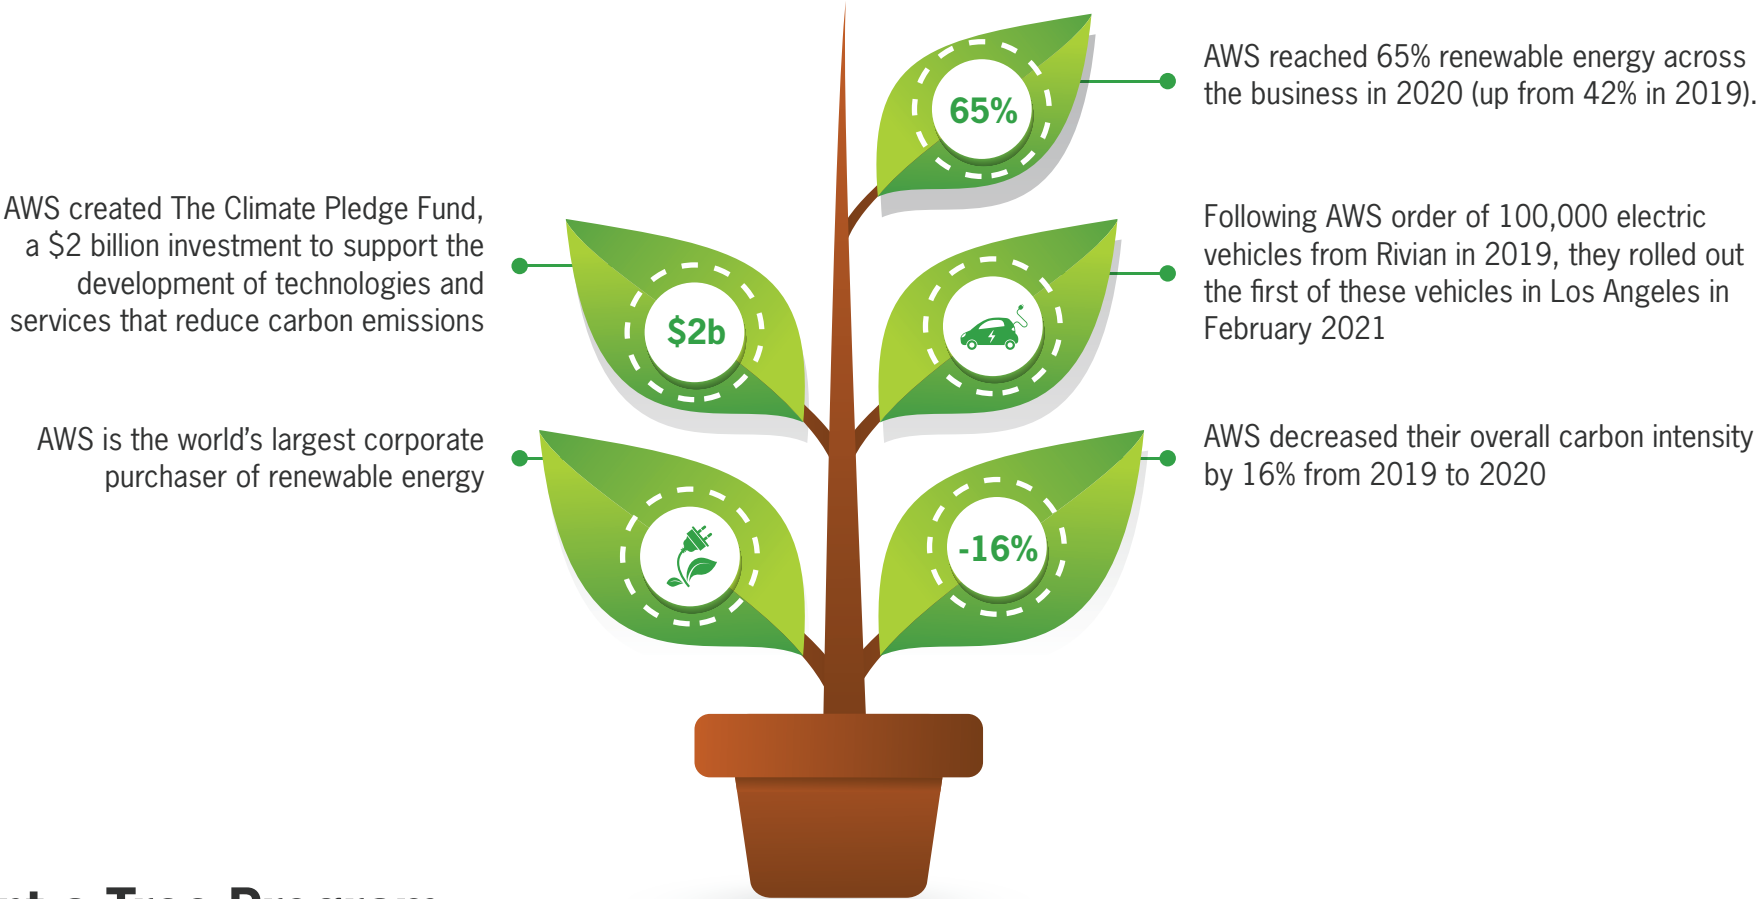 65%
AWS reached 65% renewable energy across
the business in 2020 (up from 42% in 2019).
AWS created The Climate Pledge Fund,
a $2 billion investment to support the
development of technologies and
services that reduce carbon emissions
$2b
Following AWS order of 100,000 electric
vehicles from Rivian in 2019, they rolled out
the first of these vehicles in Los Angeles in
February 2021
AWS is the world’s largest corporate
purchaser of renewable energy
-16%
AWS decreased their overall carbon intensity
by 16% from 2019 to 2020
a Tree Program